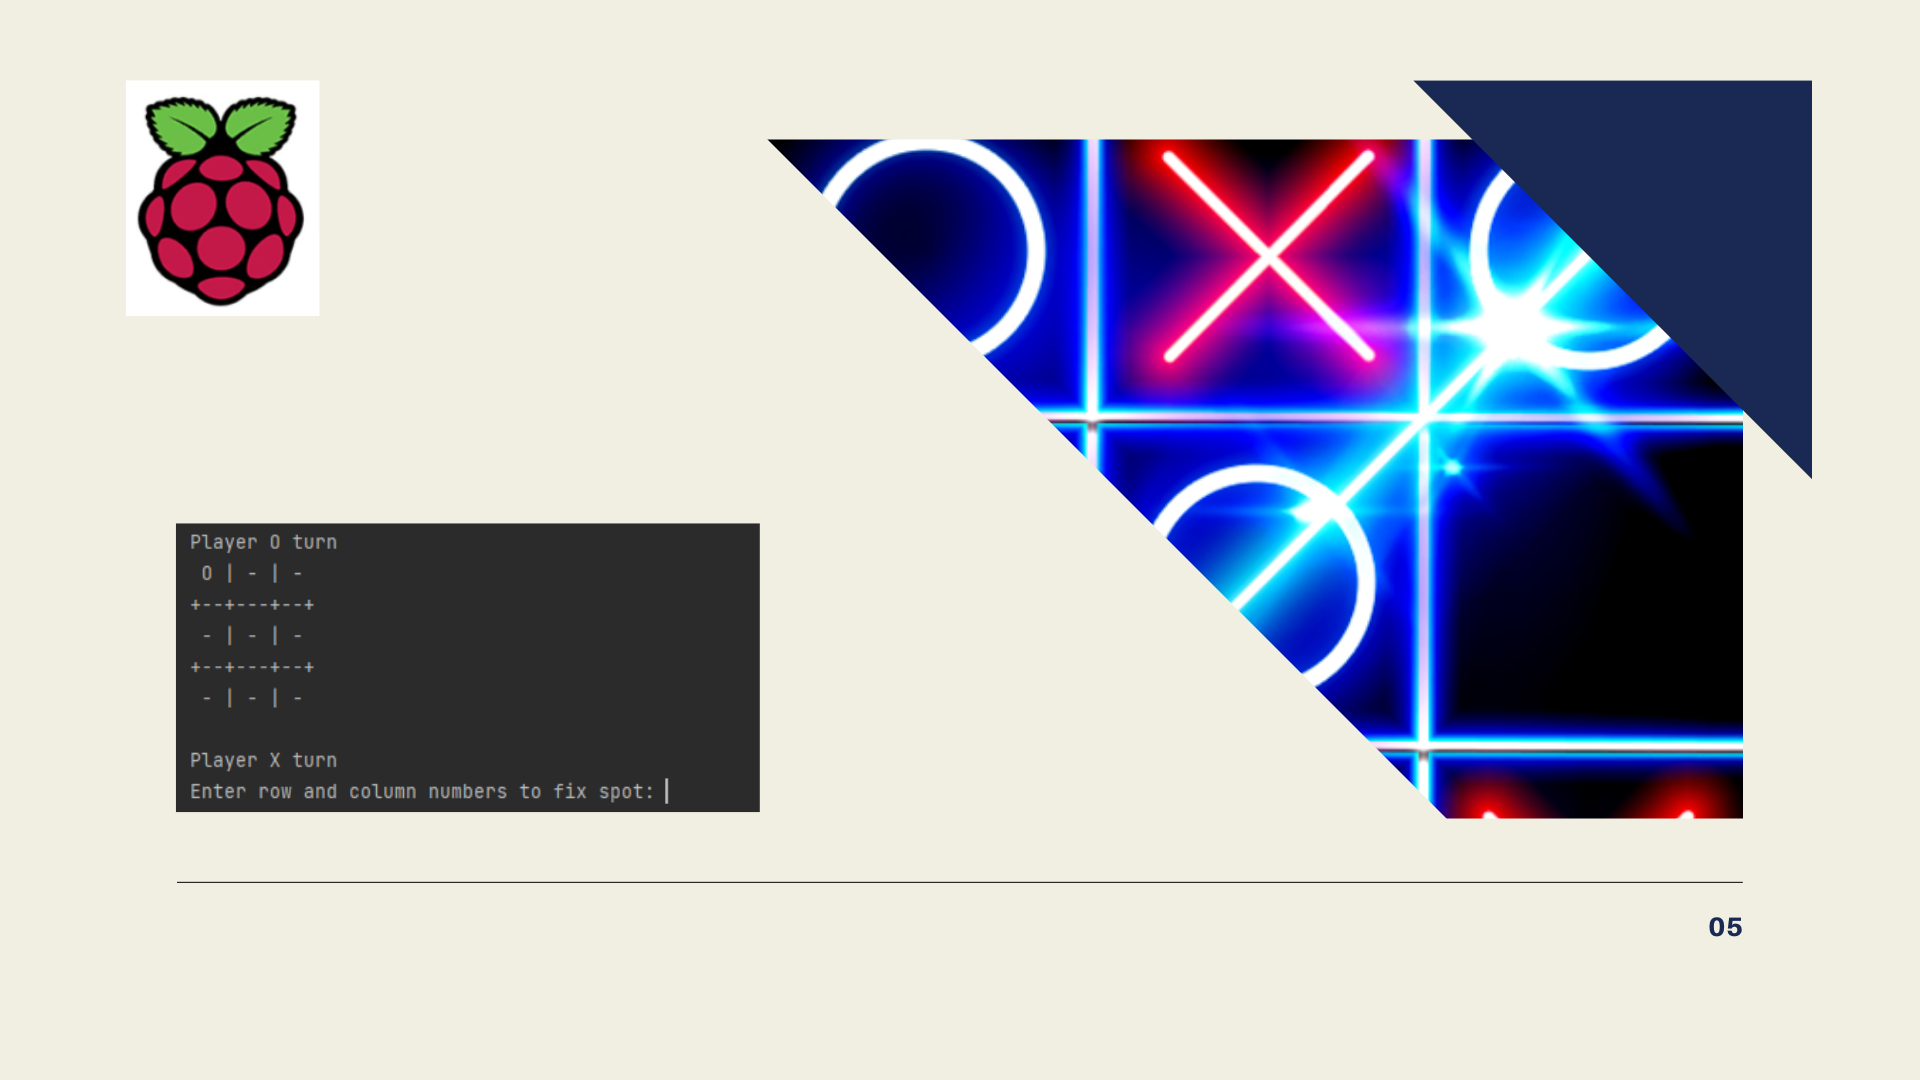 Player O turn
O | - | -
+--+---+--+
- | - | -
+--+---+--+
- | - | -
Player X turn
Enter row and column numbers to fix spot:
05